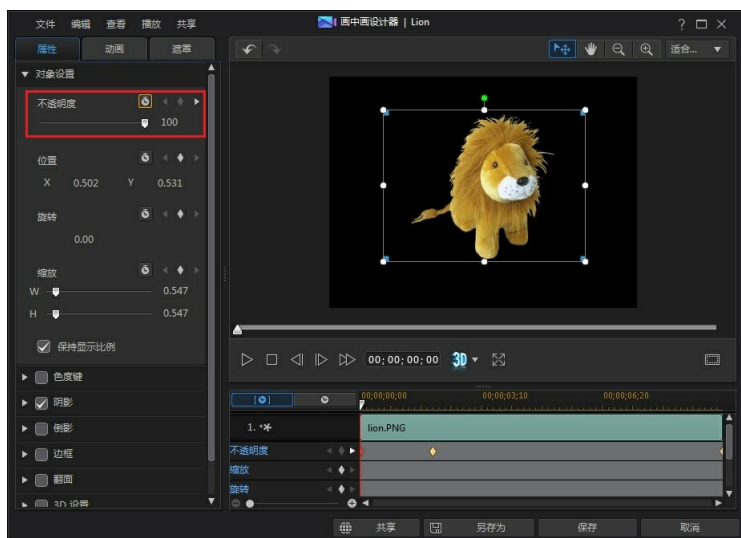 文件 编辑 查看 播放 共享 画中画设计器 | Lion ?
属性 动画 遮罩 适合...
对象设置
不透明度
100
位置
X 0.502 Y 0.531
旋转
0.00
缩放
W 0.547
H 0.547
保持显示比例
00;00;00;00 3D
色度键
阴影
倒影
边框
翻面
3D 设置
00;00;00;00 00;00;03;10 00;00;06;20
1. lion.PNG
不透明度
缩放
旋转
共享 另存为 保存 取消